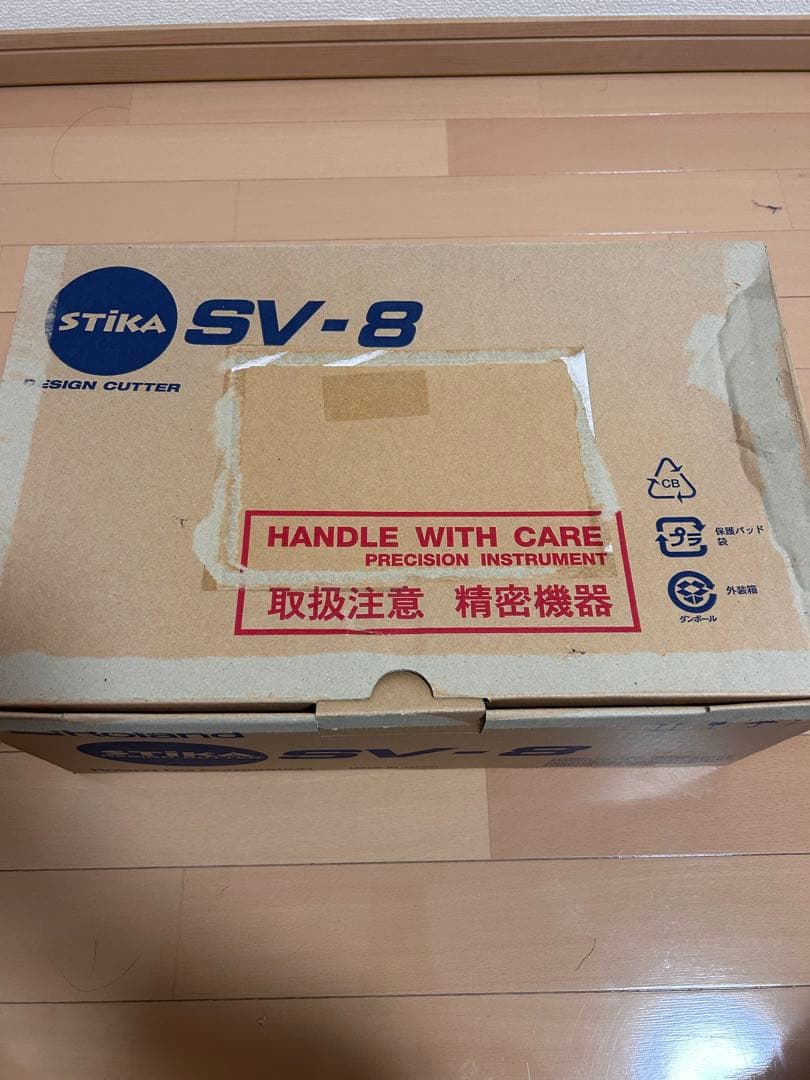 STiKA SV-8
DESIGN CUTTER
HANDLE WITH CARE
PRECISION INSTRUMENT
取扱注意 精密機器
CB
プラ
保護パッド
袋
外装箱
ダンボール
Roland
STiKA SV-8